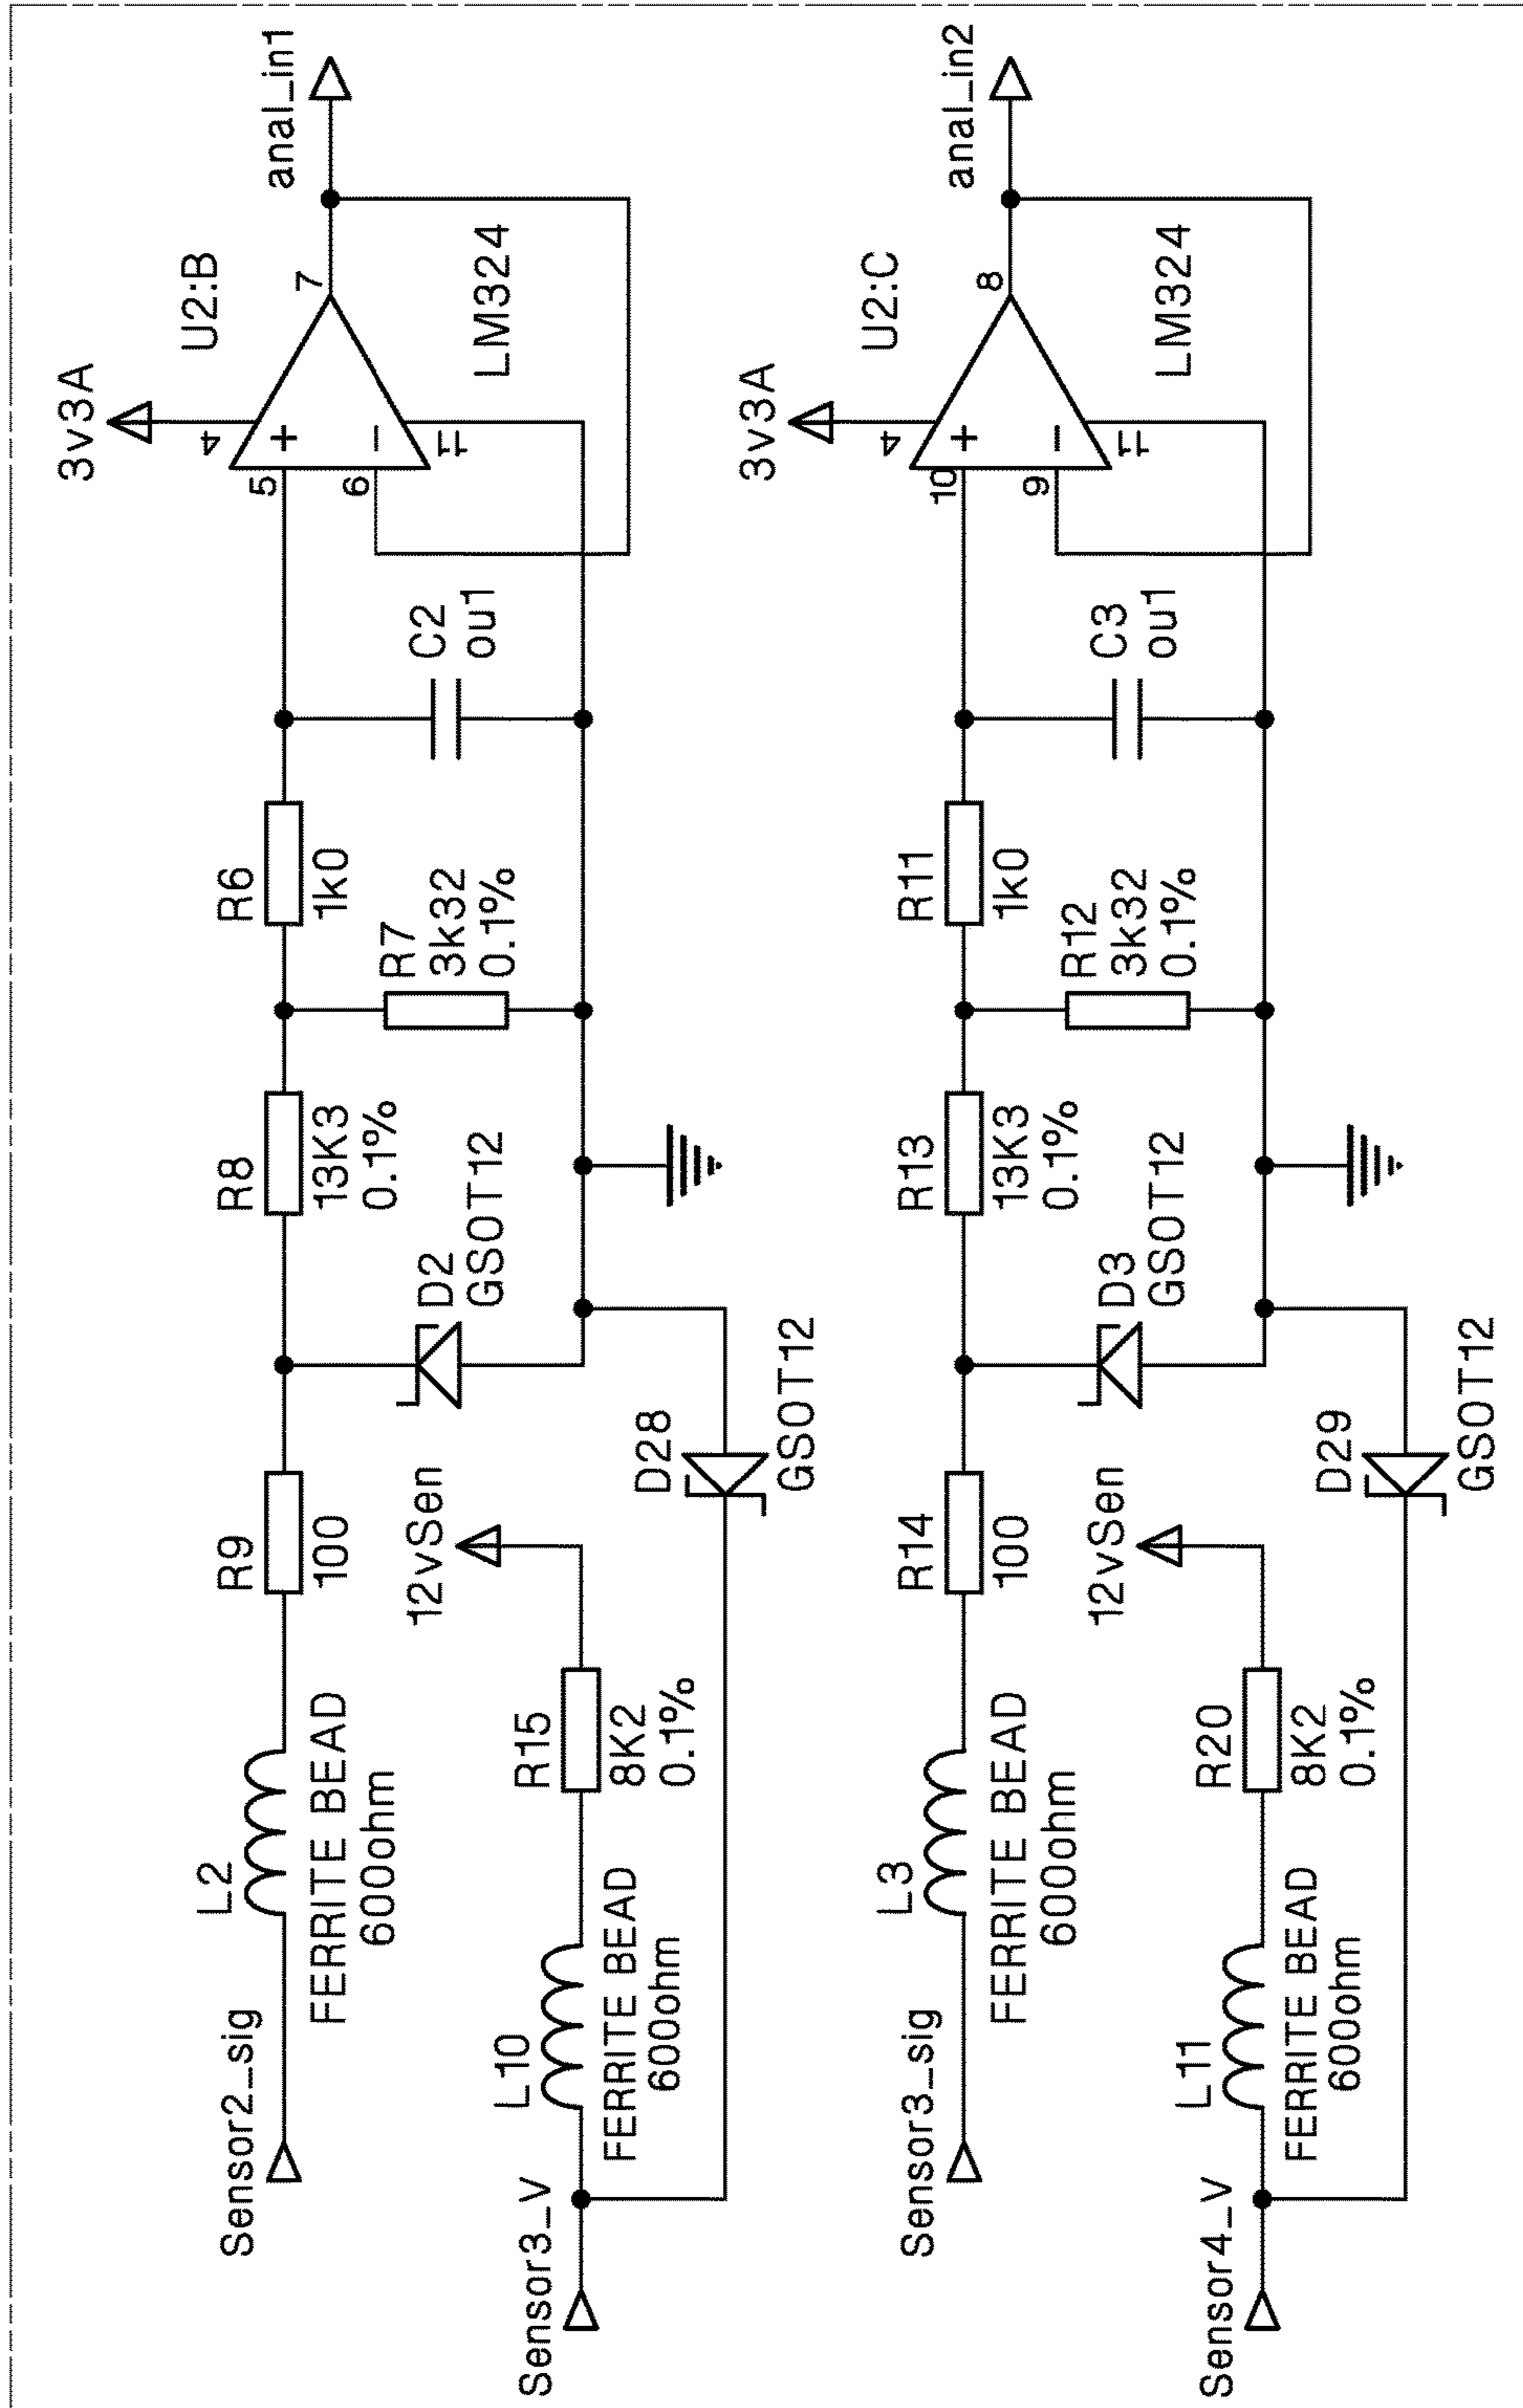 3v3A
U2:B
4
5
+
6
−
11
7
LM324
anal_in1
Sensor2_sig
L2
FERRITE BEAD
600ohm
R9
100
D2
GSOT12
R8
13K3
0.1%
R7
3k32
0.1%
R6
1k0
C2
ou1
Sensor3_V
L10
FERRITE BEAD
600ohm
R15
8K2
0.1%
12vSen
D28
GSOT12
3v3A
U2:C
4
10
+
9
−
11
8
LM324
anal_in2
Sensor3_sig
L3
FERRITE BEAD
600ohm
R14
100
D3
GSOT12
R13
13K3
0.1%
R12
3k32
0.1%
R11
1k0
C3
ou1
Sensor4_V
L11
FERRITE BEAD
600ohm
R20
8K2
0.1%
12vSen
D29
GSOT12